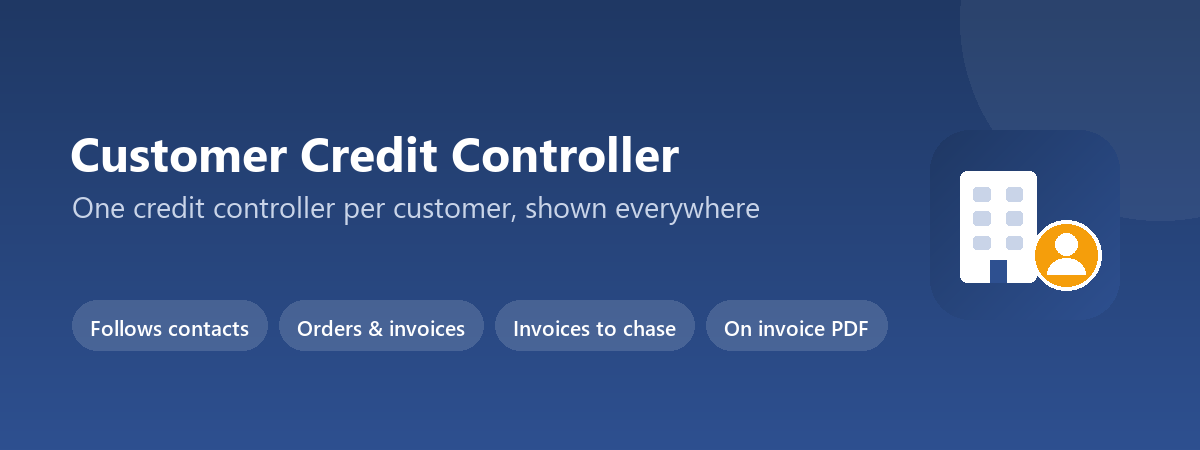 Customer Credit Controller
One credit controller per customer, shown everywhere
Follows contacts
Orders & invoices
Invoices to chase
On invoice PDF